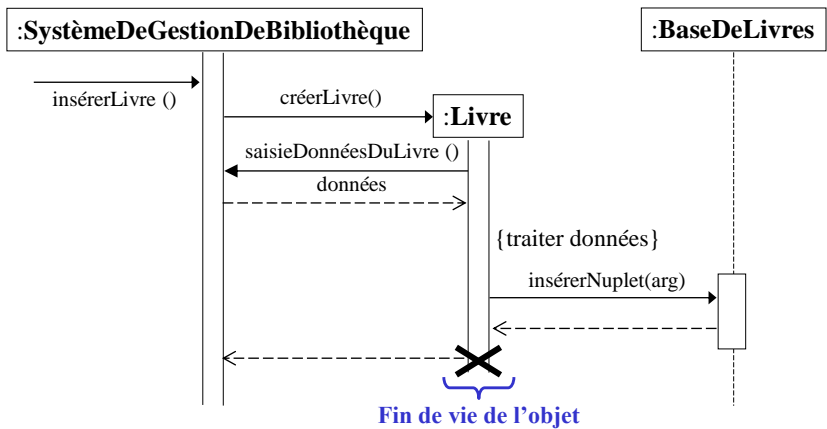 :SystèmeDeGestionDeBibliothèque
:BaseDeLivres
insérerLivre ()
créerLivre()
:Livre
saisieDonnéesDuLivre ()
données
{traiter données}
insérerNuplet(arg)
Fin de vie de l’objet